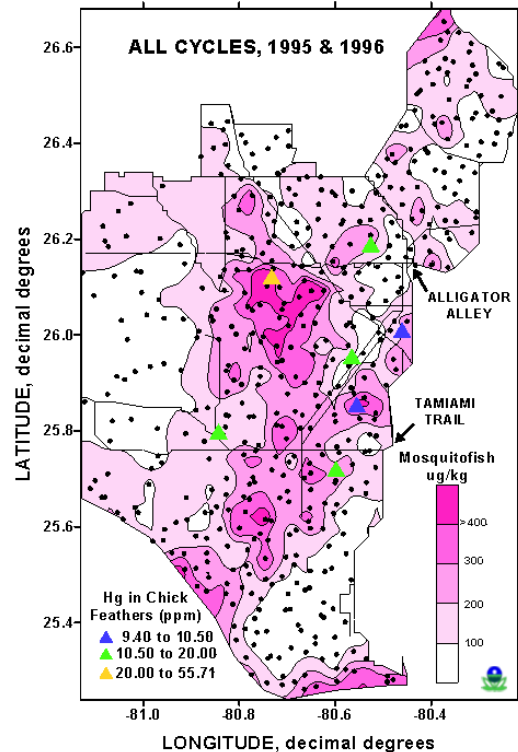 ALL CYCLES, 1995 & 1996
26.6
26.4
26.2
26.0
25.8
25.6
25.4
LATITUDE, decimal degrees
ALLIGATOR
ALLEY
TAMIAMI
TRAIL
Mosquitofish
ug/kg
>400
300
200
100
Hg in Chick
Feathers (ppm)
9.40 to 10.50
10.50 to 20.00
20.00 to 55.71
-81.0
-80.8
-80.6
-80.4
LONGITUDE, decimal degrees